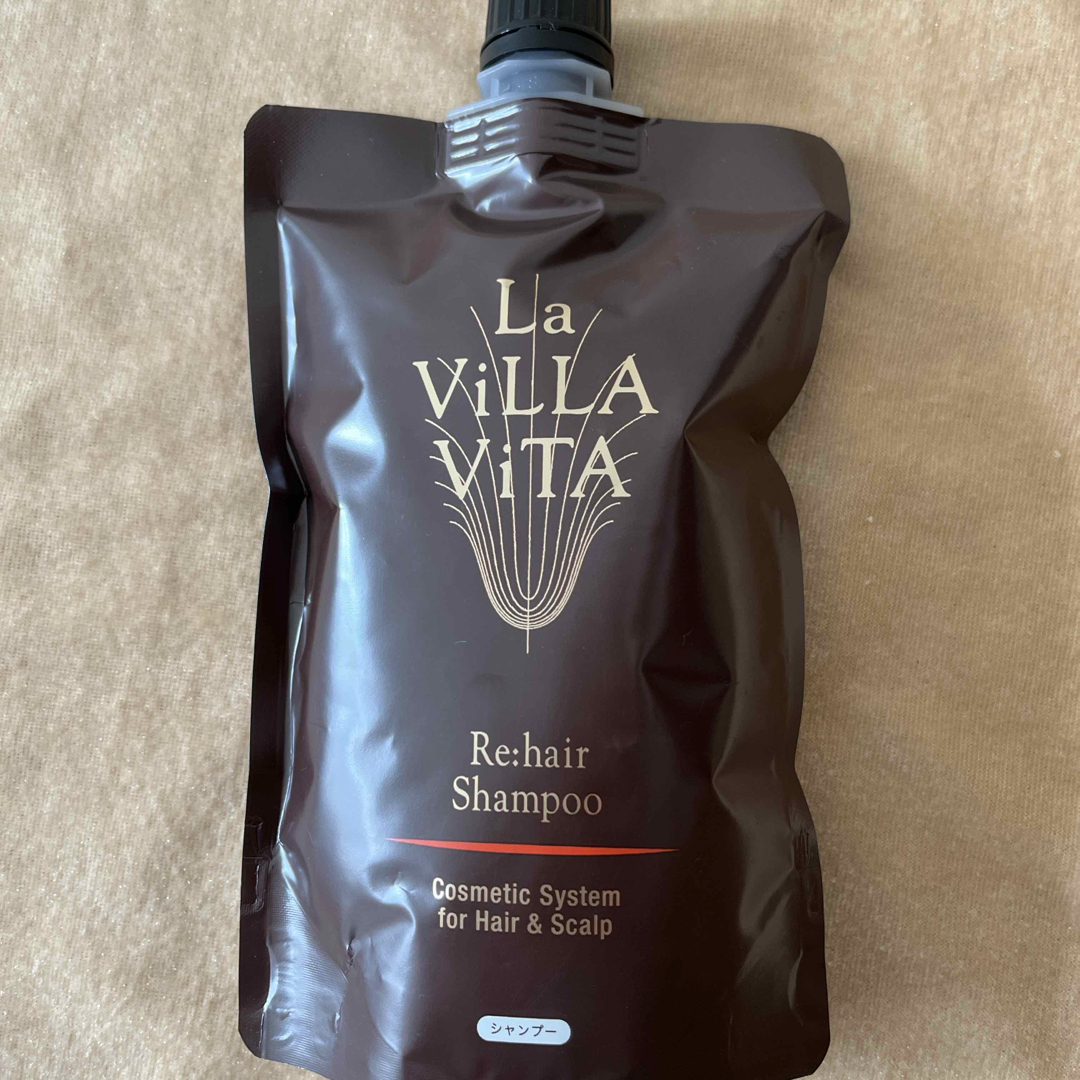 La
ViLLA
ViTA
Re:hair
Shampoo
Cosmetic System
for Hair & Scalp
シャンプー